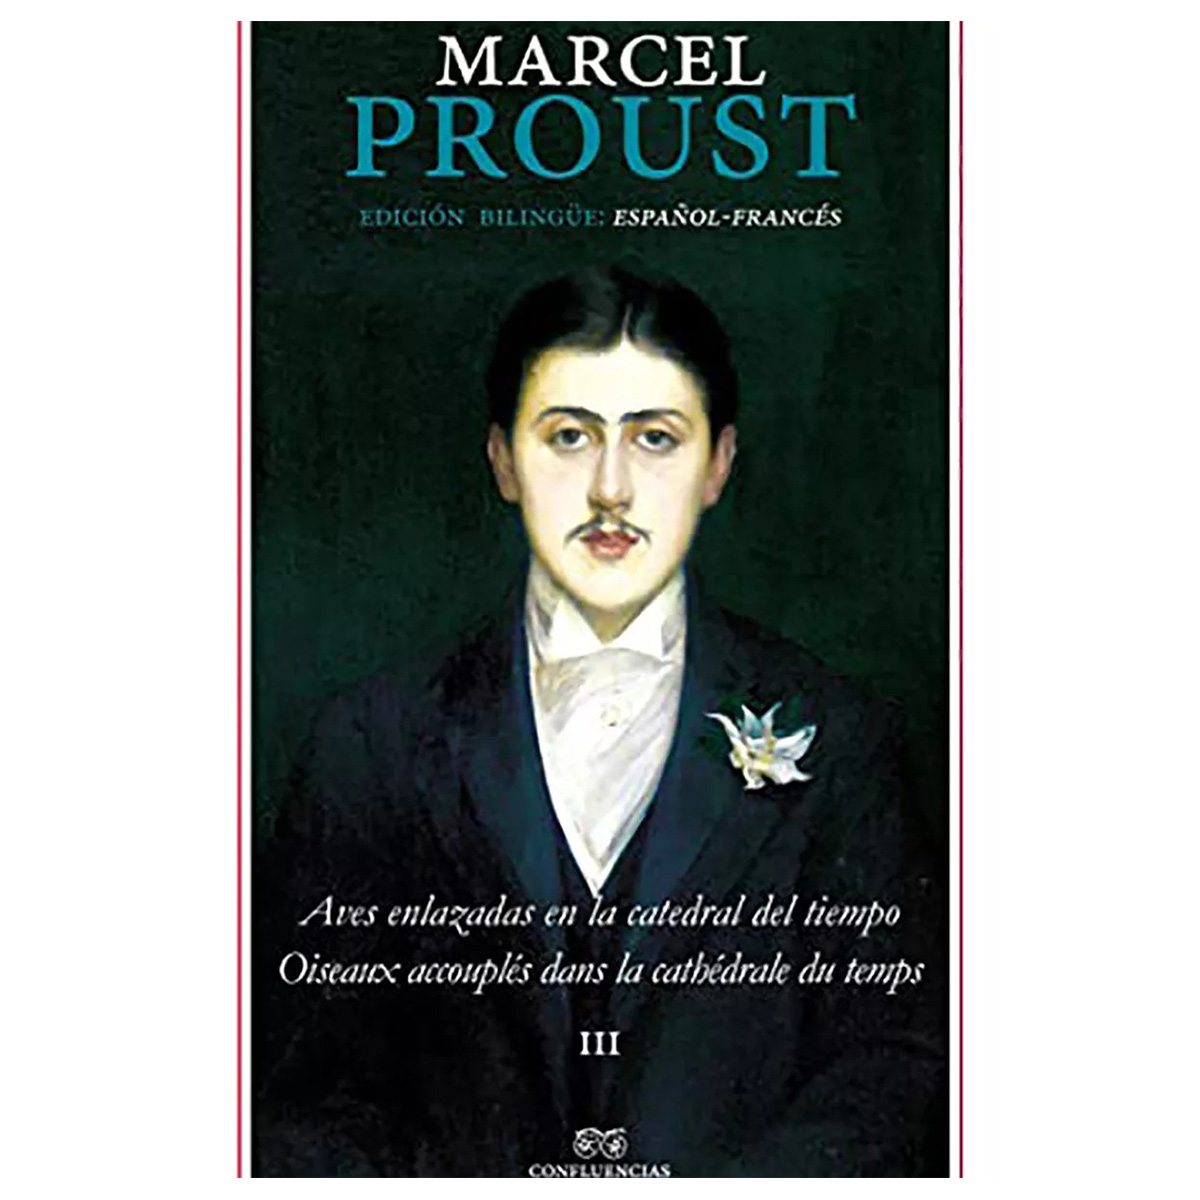 MARCEL
PROUST
EDICIÓN BILINGÜE: ESPAÑOL-FRANCÉS
Aves enlazadas en la catedral del tiempo
Oiseaux accouplés dans la cathédrale du temps
III
CONFLUENCIAS